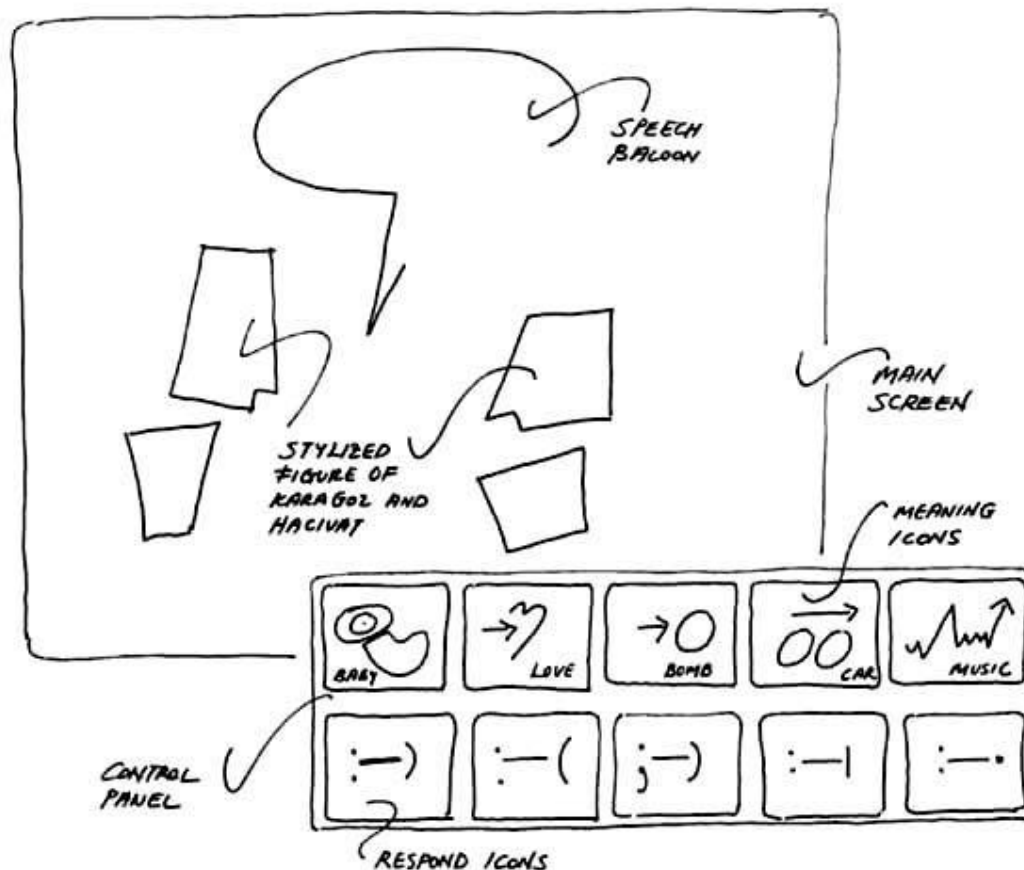 SPEECH
BALOON
MAIN
SCREEN
STYLIZED
FIGURE OF
KARAGOZ AND
HACIVAT
MEANING
ICONS
BABY
LOVE
BOMB
CAR
MUSIC
:—)
:—(
;—)
:—|
:—•
CONTROL
PANEL
RESPOND ICONS